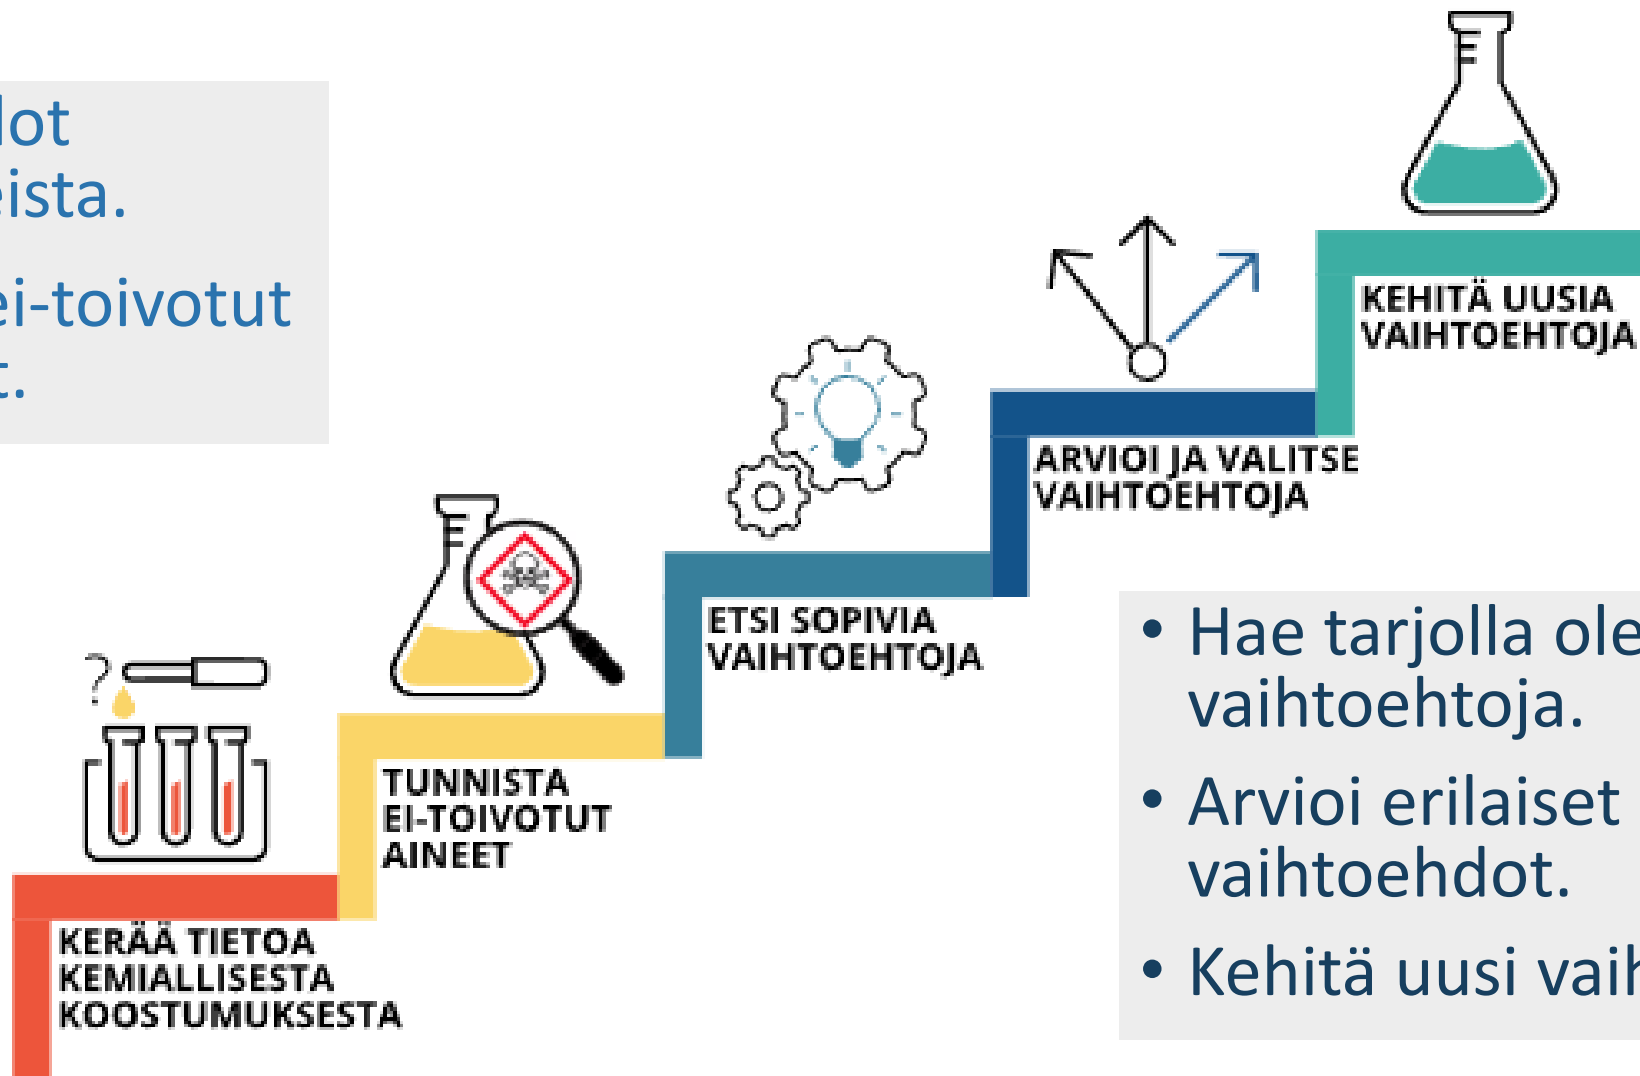 lot
eista.
ei-toivotut
t.
KEHITÄ UUSIA
VAIHTOEHTOJA
ARVIOI JA VALITSE
VAIHTOEHTOJA
ETSI SOPIVIA
VAIHTOEHTOJA
TUNNISTA
EI-TOIVOTUT
AINEET
?
KERÄÄ TIETOA
KEMIALLISESTA
KOOSTUMUKSESTA
• Hae tarjolla ole
vaihtoehtoja.
• Arvioi erilaiset
vaihtoehdot.
• Kehitä uusi vaih